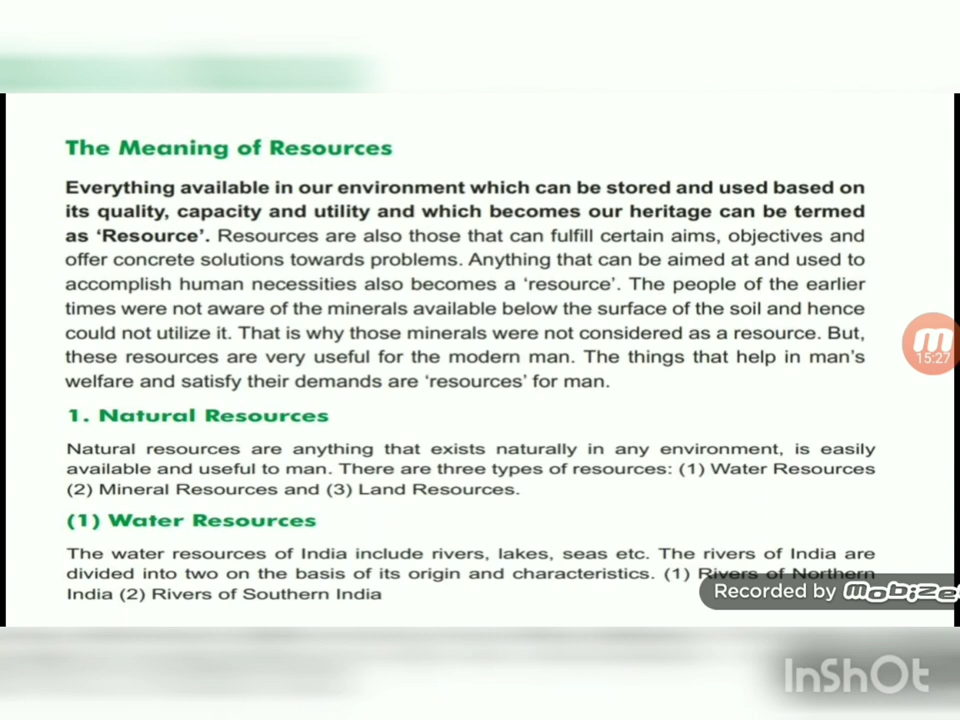 The Meaning of Resources
Everything available in our environment which can be stored and used based on
its quality, capacity and utility and which becomes our heritage can be termed
as ‘Resource’. Resources are also those that can fulfill certain aims, objectives and
offer concrete solutions towards problems. Anything that can be aimed at and used to
accomplish human necessities also becomes a ‘resource’. The people of the earlier
times were not aware of the minerals available below the surface of the soil and hence
could not utilize it. That is why those minerals were not considered as a resource. But,
these resources are very useful for the modern man. The things that help in man’s
welfare and satisfy their demands are ‘resources’ for man.
1. Natural Resources
Natural resources are anything that exists naturally in any environment, is easily
available and useful to man. There are three types of resources: (1) Water Resources
(2) Mineral Resources and (3) Land Resources.
(1) Water Resources
The water resources of India include rivers, lakes, seas etc. The rivers of India are
divided into two on the basis of its origin and characteristics. (1) Rivers of Northern
India (2) Rivers of Southern India
15:27
Recorded by
InShOt